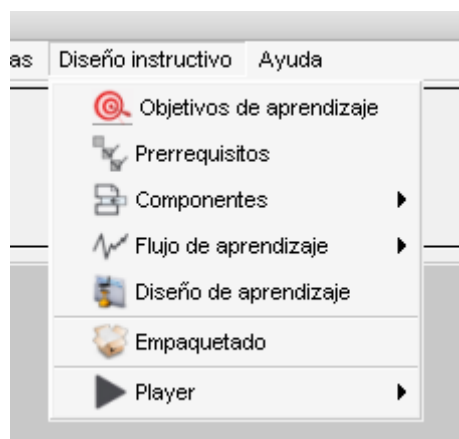 as Diseño instructivo Ayuda
Objetivos de aprendizaje
Prerrequisitos
Componentes
Flujo de aprendizaje
Diseño de aprendizaje
Empaquetado
Player